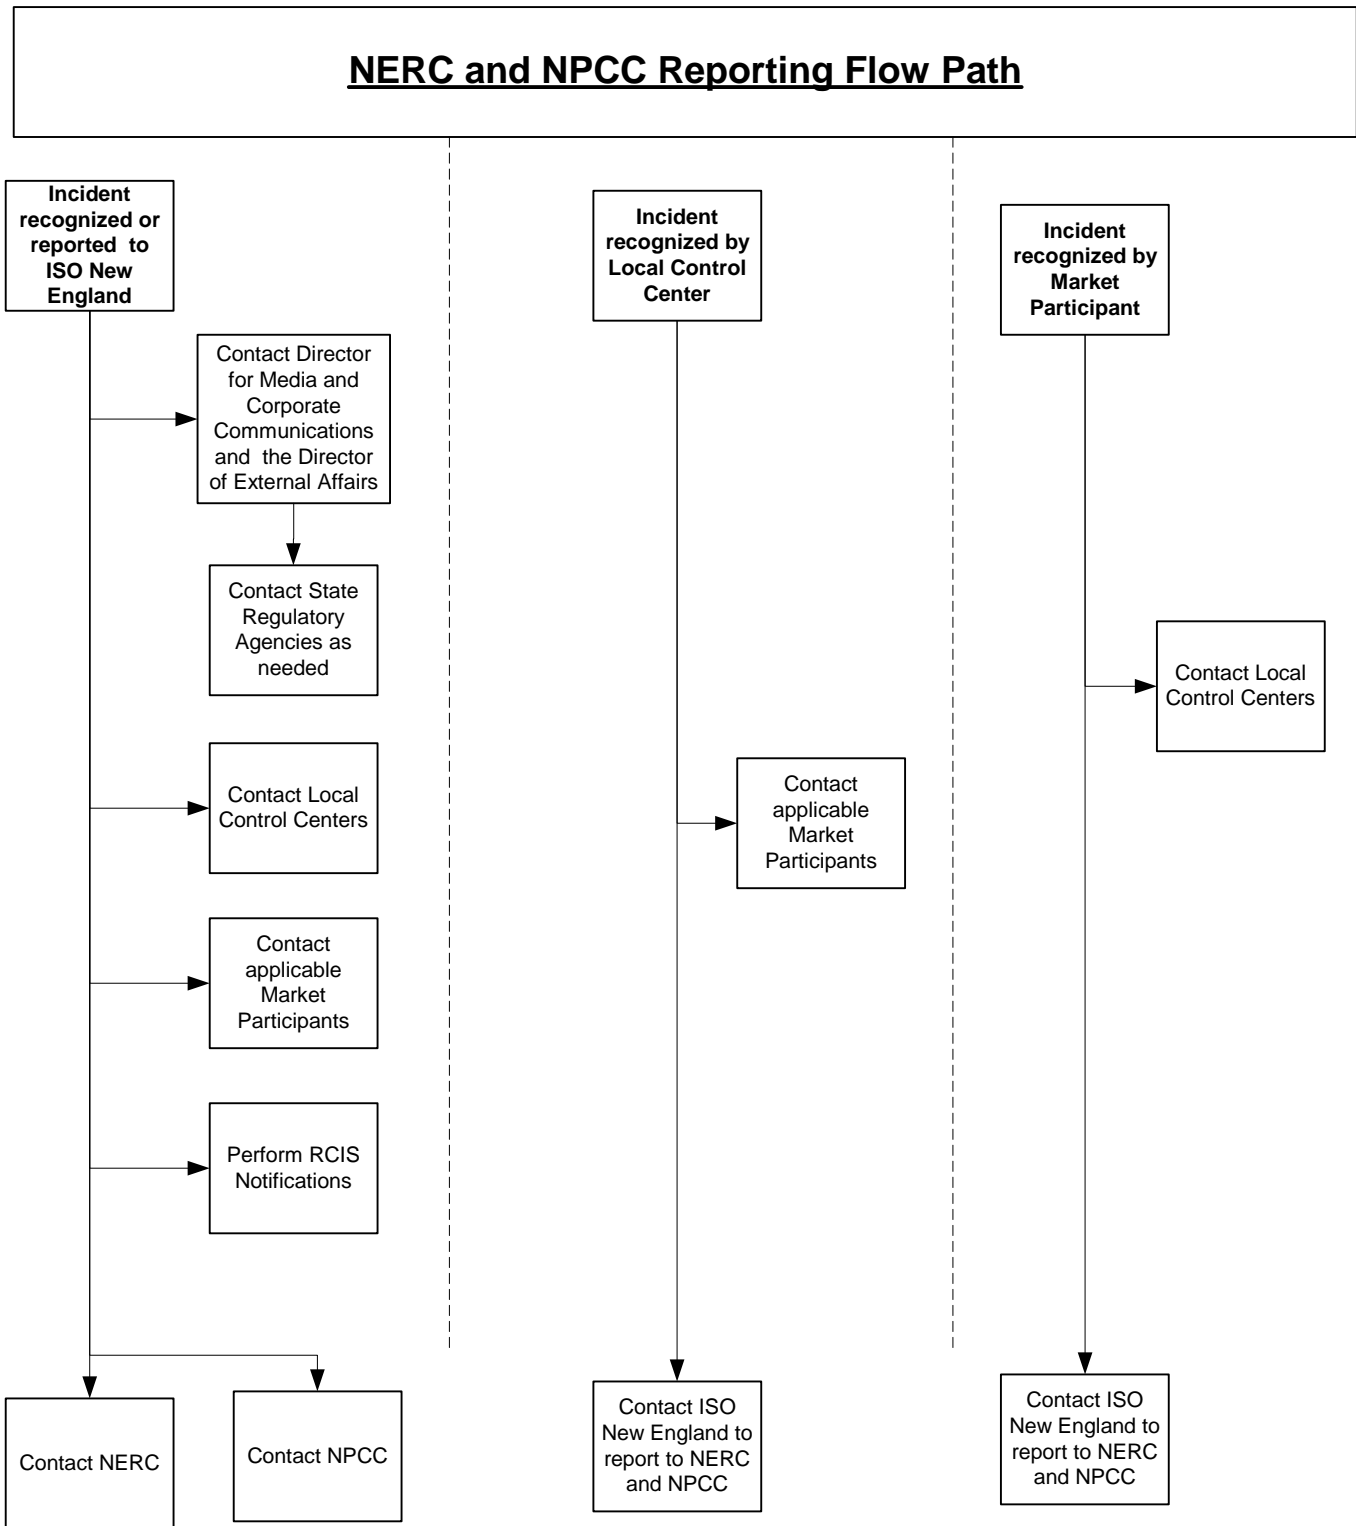 NERC and NPCC Reporting Flow Path
Incident
recognized or
reported to
ISO New
England
Contact Director
for Media and
Corporate
Communications
and the Director
of External Affairs
Contact State
Regulatory
Agencies as
needed
Contact Local
Control Centers
Contact
applicable
Market
Participants
Perform RCIS
Notifications
Contact NERC
Contact NPCC
Incident
recognized by
Local Control
Center
Contact
applicable
Market
Participants
Contact ISO
New England to
report to NERC
and NPCC
Incident
recognized by
Market
Participant
Contact Local
Control Centers
Contact ISO
New England to
report to NERC
and NPCC